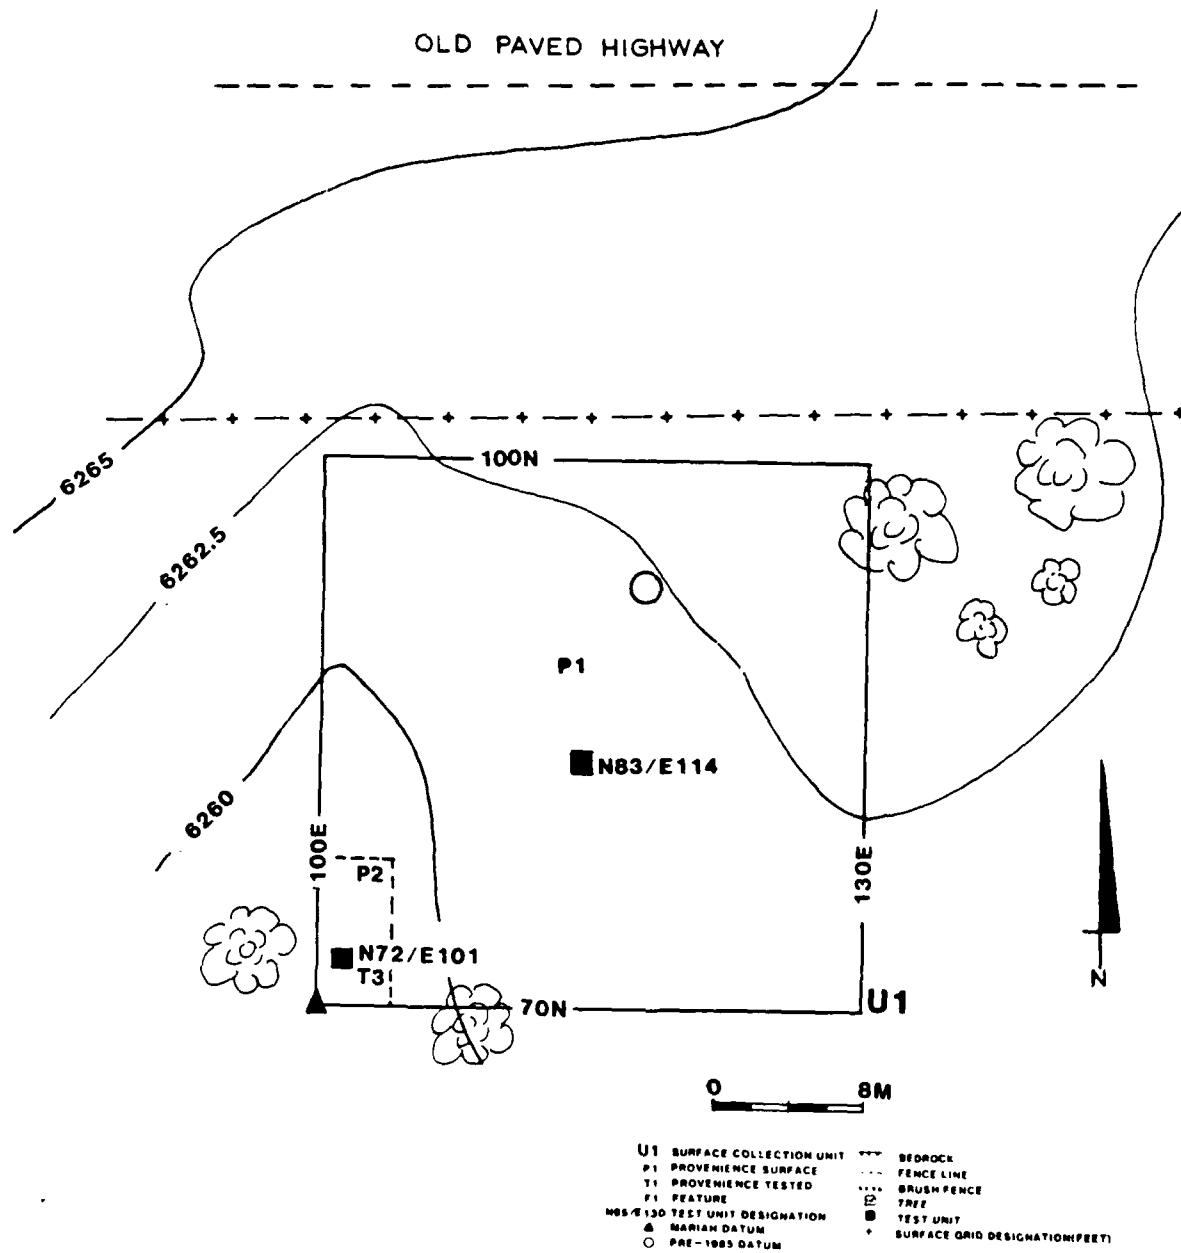 OLD PAVED HIGHWAY
100N
6265
6262.5
P1
N83/E114
6260
100E
130E
P2
N72/E101
T3
70N
U1
N
0 8M
U1 SURFACE COLLECTION UNIT
P1 PROVENIENCE SURFACE
T1 PROVENIENCE TESTED
F1 FEATURE
N85/E130 TEST UNIT DESIGNATION
MARIAH DATUM
PRE-1985 DATUM
BEDROCK
FENCE LINE
BRUSH FENCE
TREE
TEST UNIT
SURFACE GRID DESIGNATION(FEET)